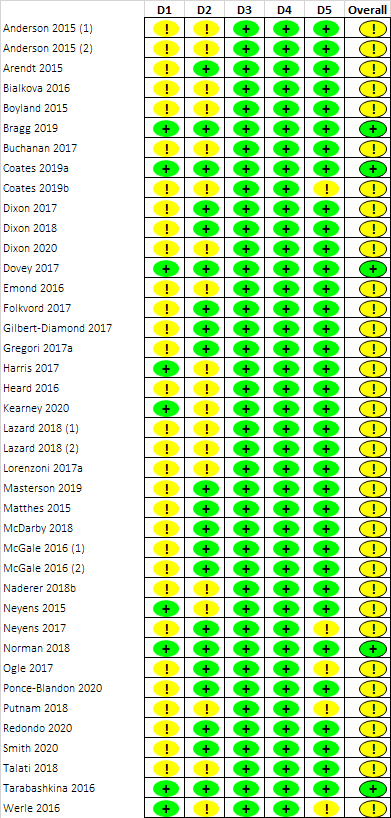 D1 D2 D3 D4 D5 Overall
Anderson 2015 (1) ! ! + + + !
Anderson 2015 (2) ! ! + + + !
Arendt 2015 ! + + + + !
Bialkova 2016 ! ! + + + !
Boyland 2015 ! ! + + + !
Bragg 2019 + + + + + +
Buchanan 2017 ! ! + + + !
Coates 2019a + + + + + +
Coates 2019b ! ! + + ! !
Dixon 2017 ! + + + + !
Dixon 2018 ! + + + + !
Dixon 2020 ! ! + + + !
Dovey 2017 + + + + + +
Emond 2016 ! ! + + + !
Folkvord 2017 ! + + + + !
Gilbert-Diamond 2017 ! + + + + !
Gregori 2017a ! + + + + !
Harris 2017 + ! + + + !
Heard 2016 ! ! + + + !
Kearney 2020 + ! + + + !
Lazard 2018 (1) ! ! + + + !
Lazard 2018 (2) ! ! + + + !
Lorenzoni 2017a ! ! + + + !
Masterson 2019 ! + + + + !
Matthes 2015 ! + + + + !
McDarby 2018 ! + + + + !
McGale 2016 (1) ! + + + + !
McGale 2016 (2) ! + + + + !
Naderer 2018b ! ! + + + !
Neyens 2015 + ! + + + !
Neyens 2017 ! + + + ! !
Norman 2018 + + + + + +
Ogle 2017 ! + + + ! !
Ponce-Blandon 2020 ! + + + + !
Putnam 2018 ! ! + + ! !
Redondo 2020 ! + + + + !
Smith 2020 ! + + + + !
Talati 2018 ! ! + + + !
Tarabashkina 2016 + + + + + +
Werle 2016 + ! + + ! !